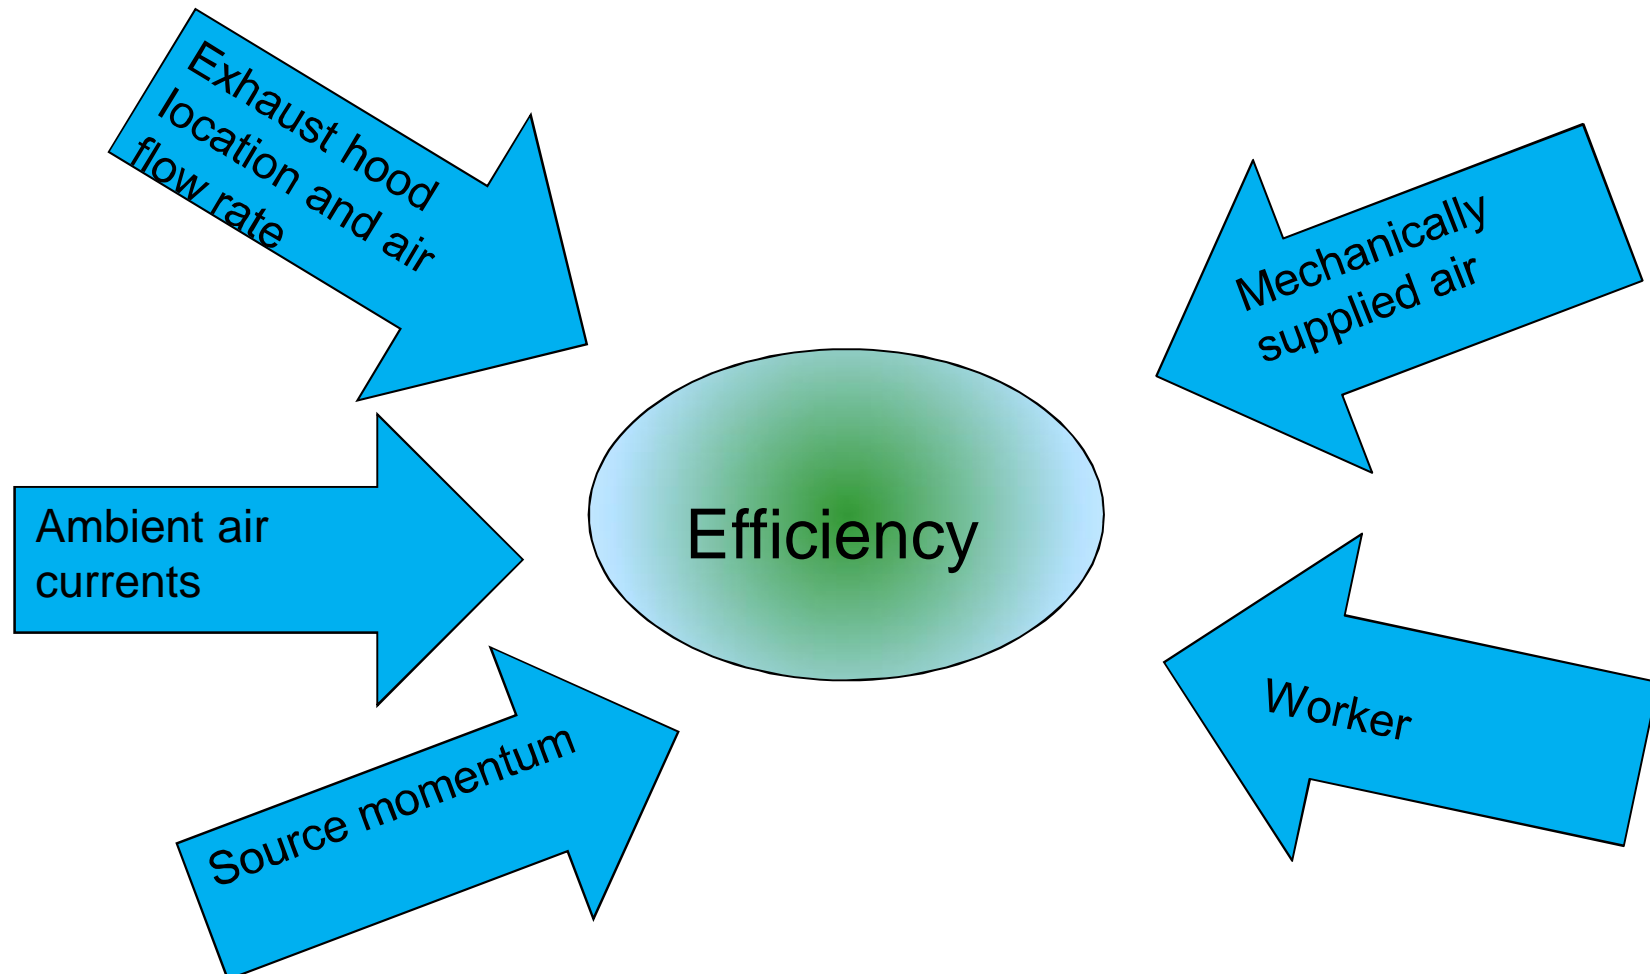 Exhaust hood
location and air
flow rate
Mechanically
supplied air
Ambient air
currents
Efficiency
Worker
Source momentum